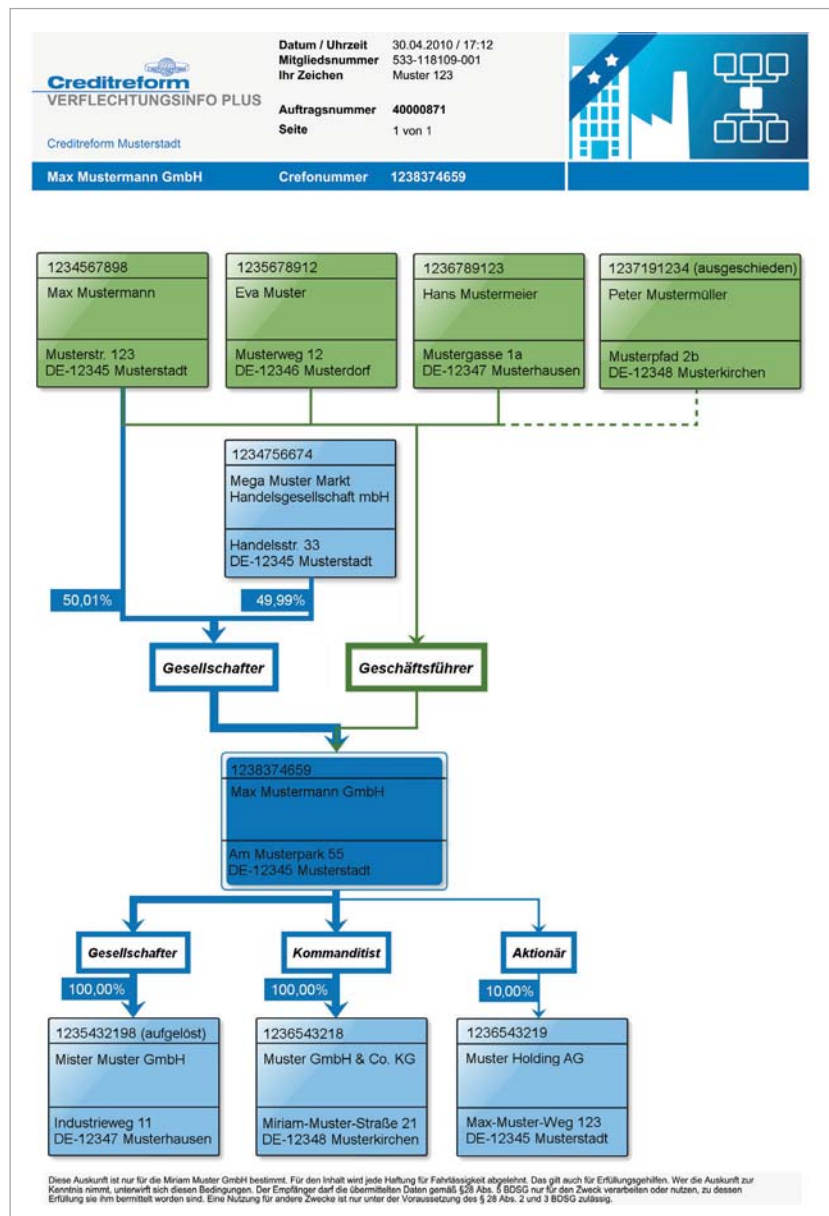 Creditreform
VERFLECHTUNGSINFO PLUS
Creditreform Musterstadt
Datum / Uhrzeit 30.04.2010 / 17:12
Mitgliedsnummer 533-118109-001
Ihr Zeichen Muster 123
Auftragsnummer 40000871
Seite 1 von 1
Max Mustermann GmbH Crefonummer 1238374659
1234567898
Max Mustermann
Musterstr. 123
DE-12345 Musterstadt
1235678912
Eva Muster
Musterweg 12
DE-12346 Musterdorf
1236789123
Hans Mustermeier
Mustergasse 1a
DE-12347 Musterhausen
1237191234 (ausgeschieden)
Peter Mustermüller
Musterpfad 2b
DE-12348 Musterkirchen
1234756674
Mega Muster Markt
Handelsgesellschaft mbH
Handelsstr. 33
DE-12345 Musterstadt
50,01%
49,99%
Gesellschafter
Geschäftsführer
1238374659
Max Mustermann GmbH
Am Musterpark 55
DE-12345 Musterstadt
Gesellschafter
Kommanditist
Aktionär
100,00%
100,00%
10,00%
1235432198 (aufgelöst)
Mister Muster GmbH
Industrieweg 11
DE-12347 Musterhausen
1236543218
Muster GmbH & Co. KG
Miriam-Muster-Straße 21
DE-12348 Musterkirchen
1236543219
Muster Holding AG
Max-Muster-Weg 123
DE-12345 Musterstadt
Diese Auskunft ist nur für die Miriam Muster GmbH bestimmt. Für den Inhalt wird jede Haftung für Fahrlässigkeit abgelehnt. Das gilt auch für Erfüllungsgehilfen. Wer die Auskunft zur
Kenntnis nimmt, unterwirft sich diesen Bedingungen. Der Empfänger darf die übermittelten Daten gemäß §28 Abs. 5 BDSG nur für den Zweck verarbeiten oder nutzen, zu dessen
Erfüllung sie ihm bermittelt worden sind. Eine Nutzung für andere Zwecke ist nur unter der Voraussetzung des § 28 Abs. 2 und 3 BDSG zulässig.